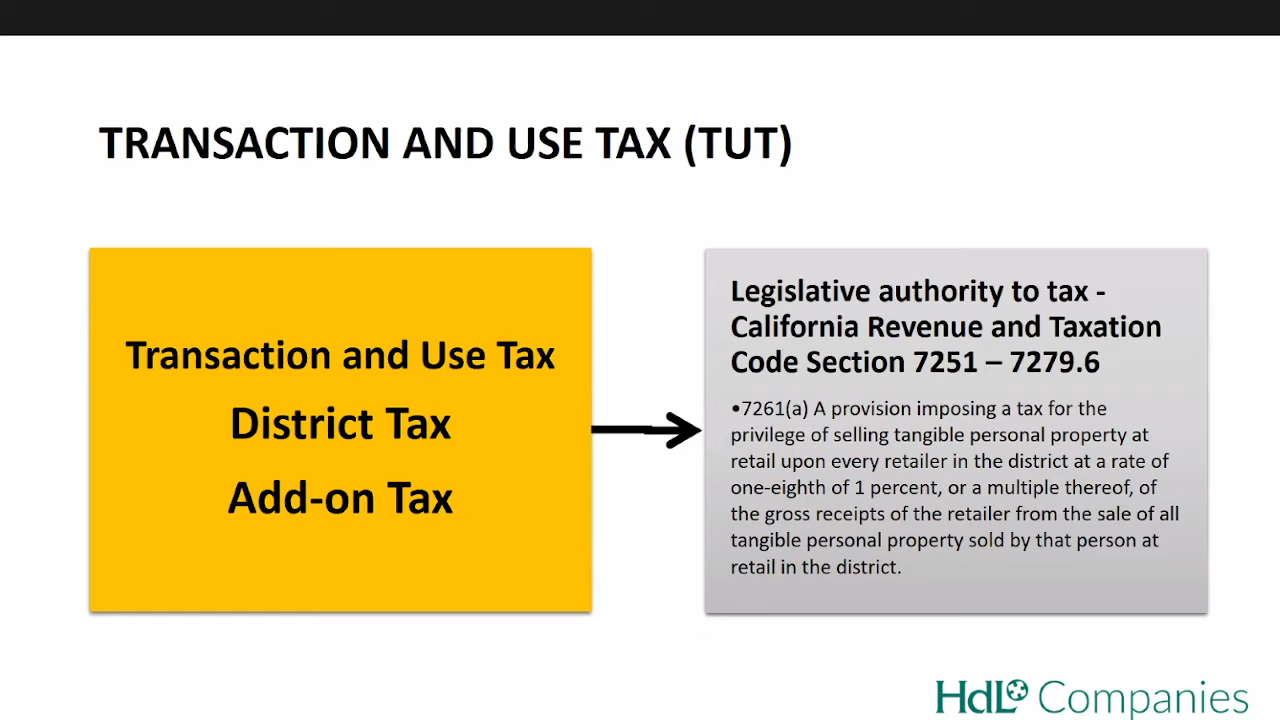 TRANSACTION AND USE TAX (TUT)
Transaction and Use Tax
District Tax
Add-on Tax
Legislative authority to tax -
California Revenue and Taxation
Code Section 7251 – 7279.6
•7261(a) A provision imposing a tax for the
privilege of selling tangible personal property at
retail upon every retailer in the district at a rate of
one-eighth of 1 percent, or a multiple thereof, of
the gross receipts of the retailer from the sale of all
tangible personal property sold by that person at
retail in the district.
HdL Companies